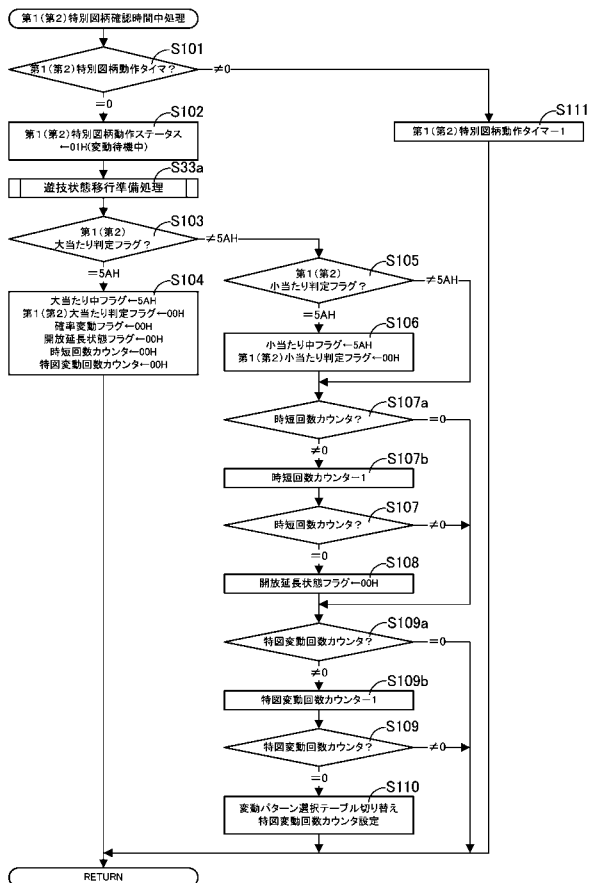 第1(第2)特別図柄確認時間中処理
S101
第1(第2)特別図柄動作タイマ?
≠0
=0
S102
第1(第2)特別図柄動作ステータス
←01H(変動待機中)
S111
第1(第2)特別図柄動作タイマー1
S33a
遊技状態移行準備処理
S103
第1(第2)
大当たり判定フラグ?
≠5AH
=5AH
S104
大当たり中フラグ←5AH
第1(第2)大当たり判定フラグ←00H
確率変動フラグ←00H
開放延長状態フラグ←00H
時短回数カウンタ←00H
特図変動回数カウンタ←00H
S105
第1(第2)
小当たり判定フラグ?
≠5AH
=5AH
S106
小当たり中フラグ←5AH
第1(第2)小当たり判定フラグ←00H
S107a
時短回数カウンタ?
=0
≠0
S107b
時短回数カウンター1
S107
時短回数カウンタ?
≠0
=0
S108
開放延長状態フラグ←00H
S109a
特図変動回数カウンタ?
=0
≠0
S109b
特図変動回数カウンター1
S109
特図変動回数カウンタ?
≠0
=0
S110
変動パターン選択テーブル切り替え
特図変動回数カウンタ設定
RETURN